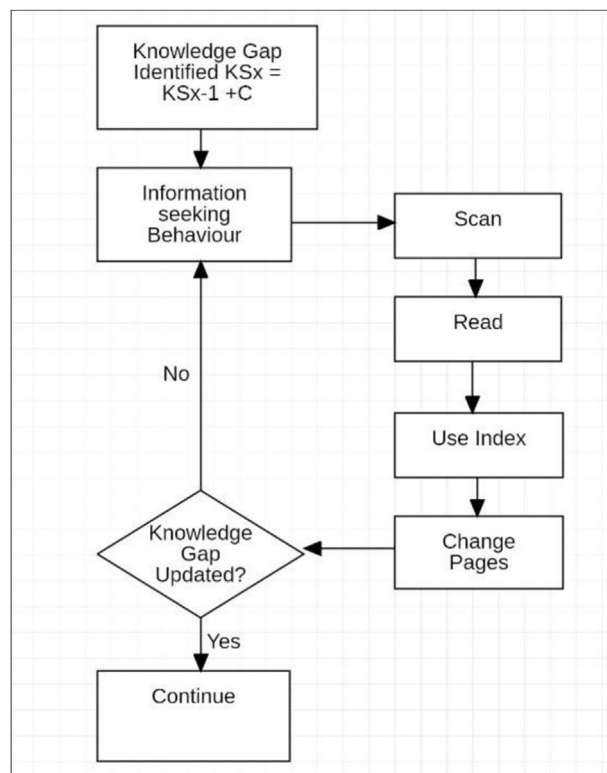 Knowledge Gap
Identified KSx =
KSx-1 +C
Information
seeking
Behaviour
Scan
Read
Use Index
Change
Pages
Knowledge
Gap
Updated?
No
Yes
Continue